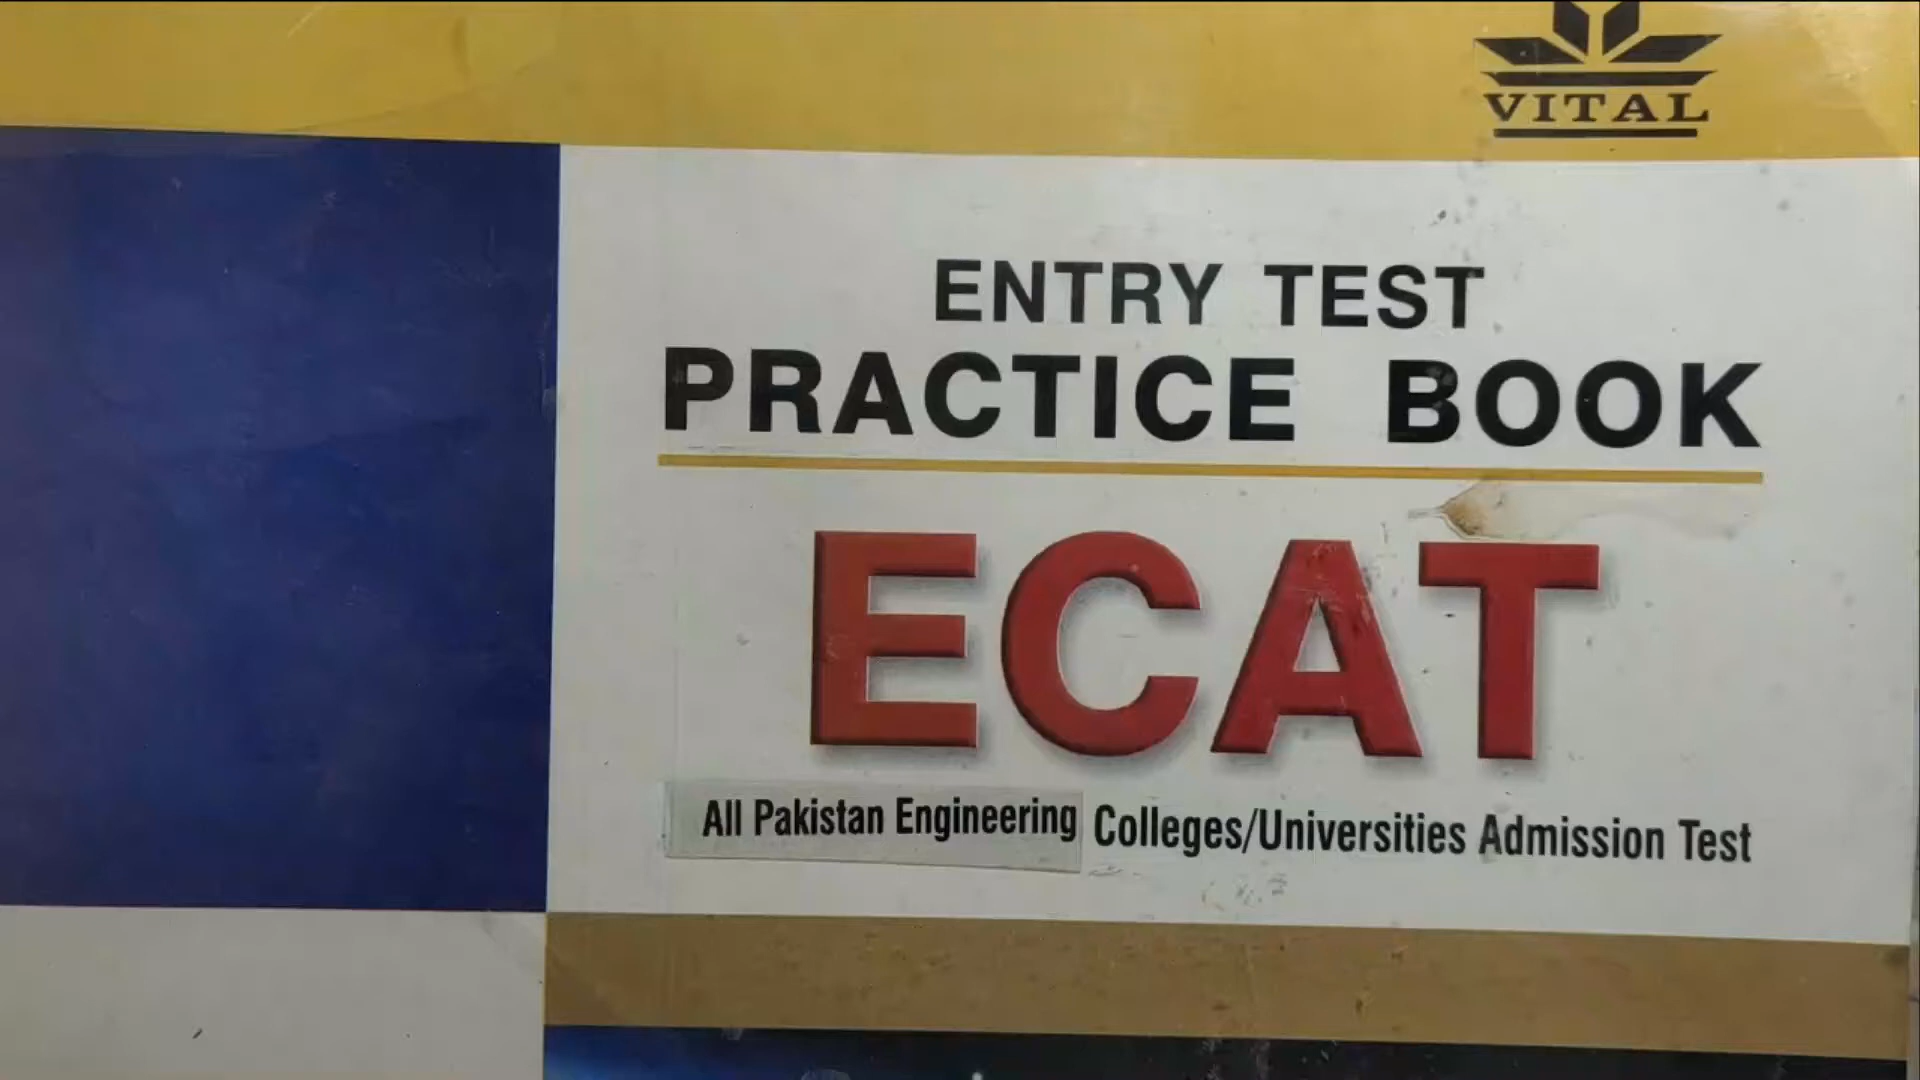 VITAL
ENTRY TEST
PRACTICE BOOK
ECAT
All Pakistan Engineering Colleges/Universities Admission Test